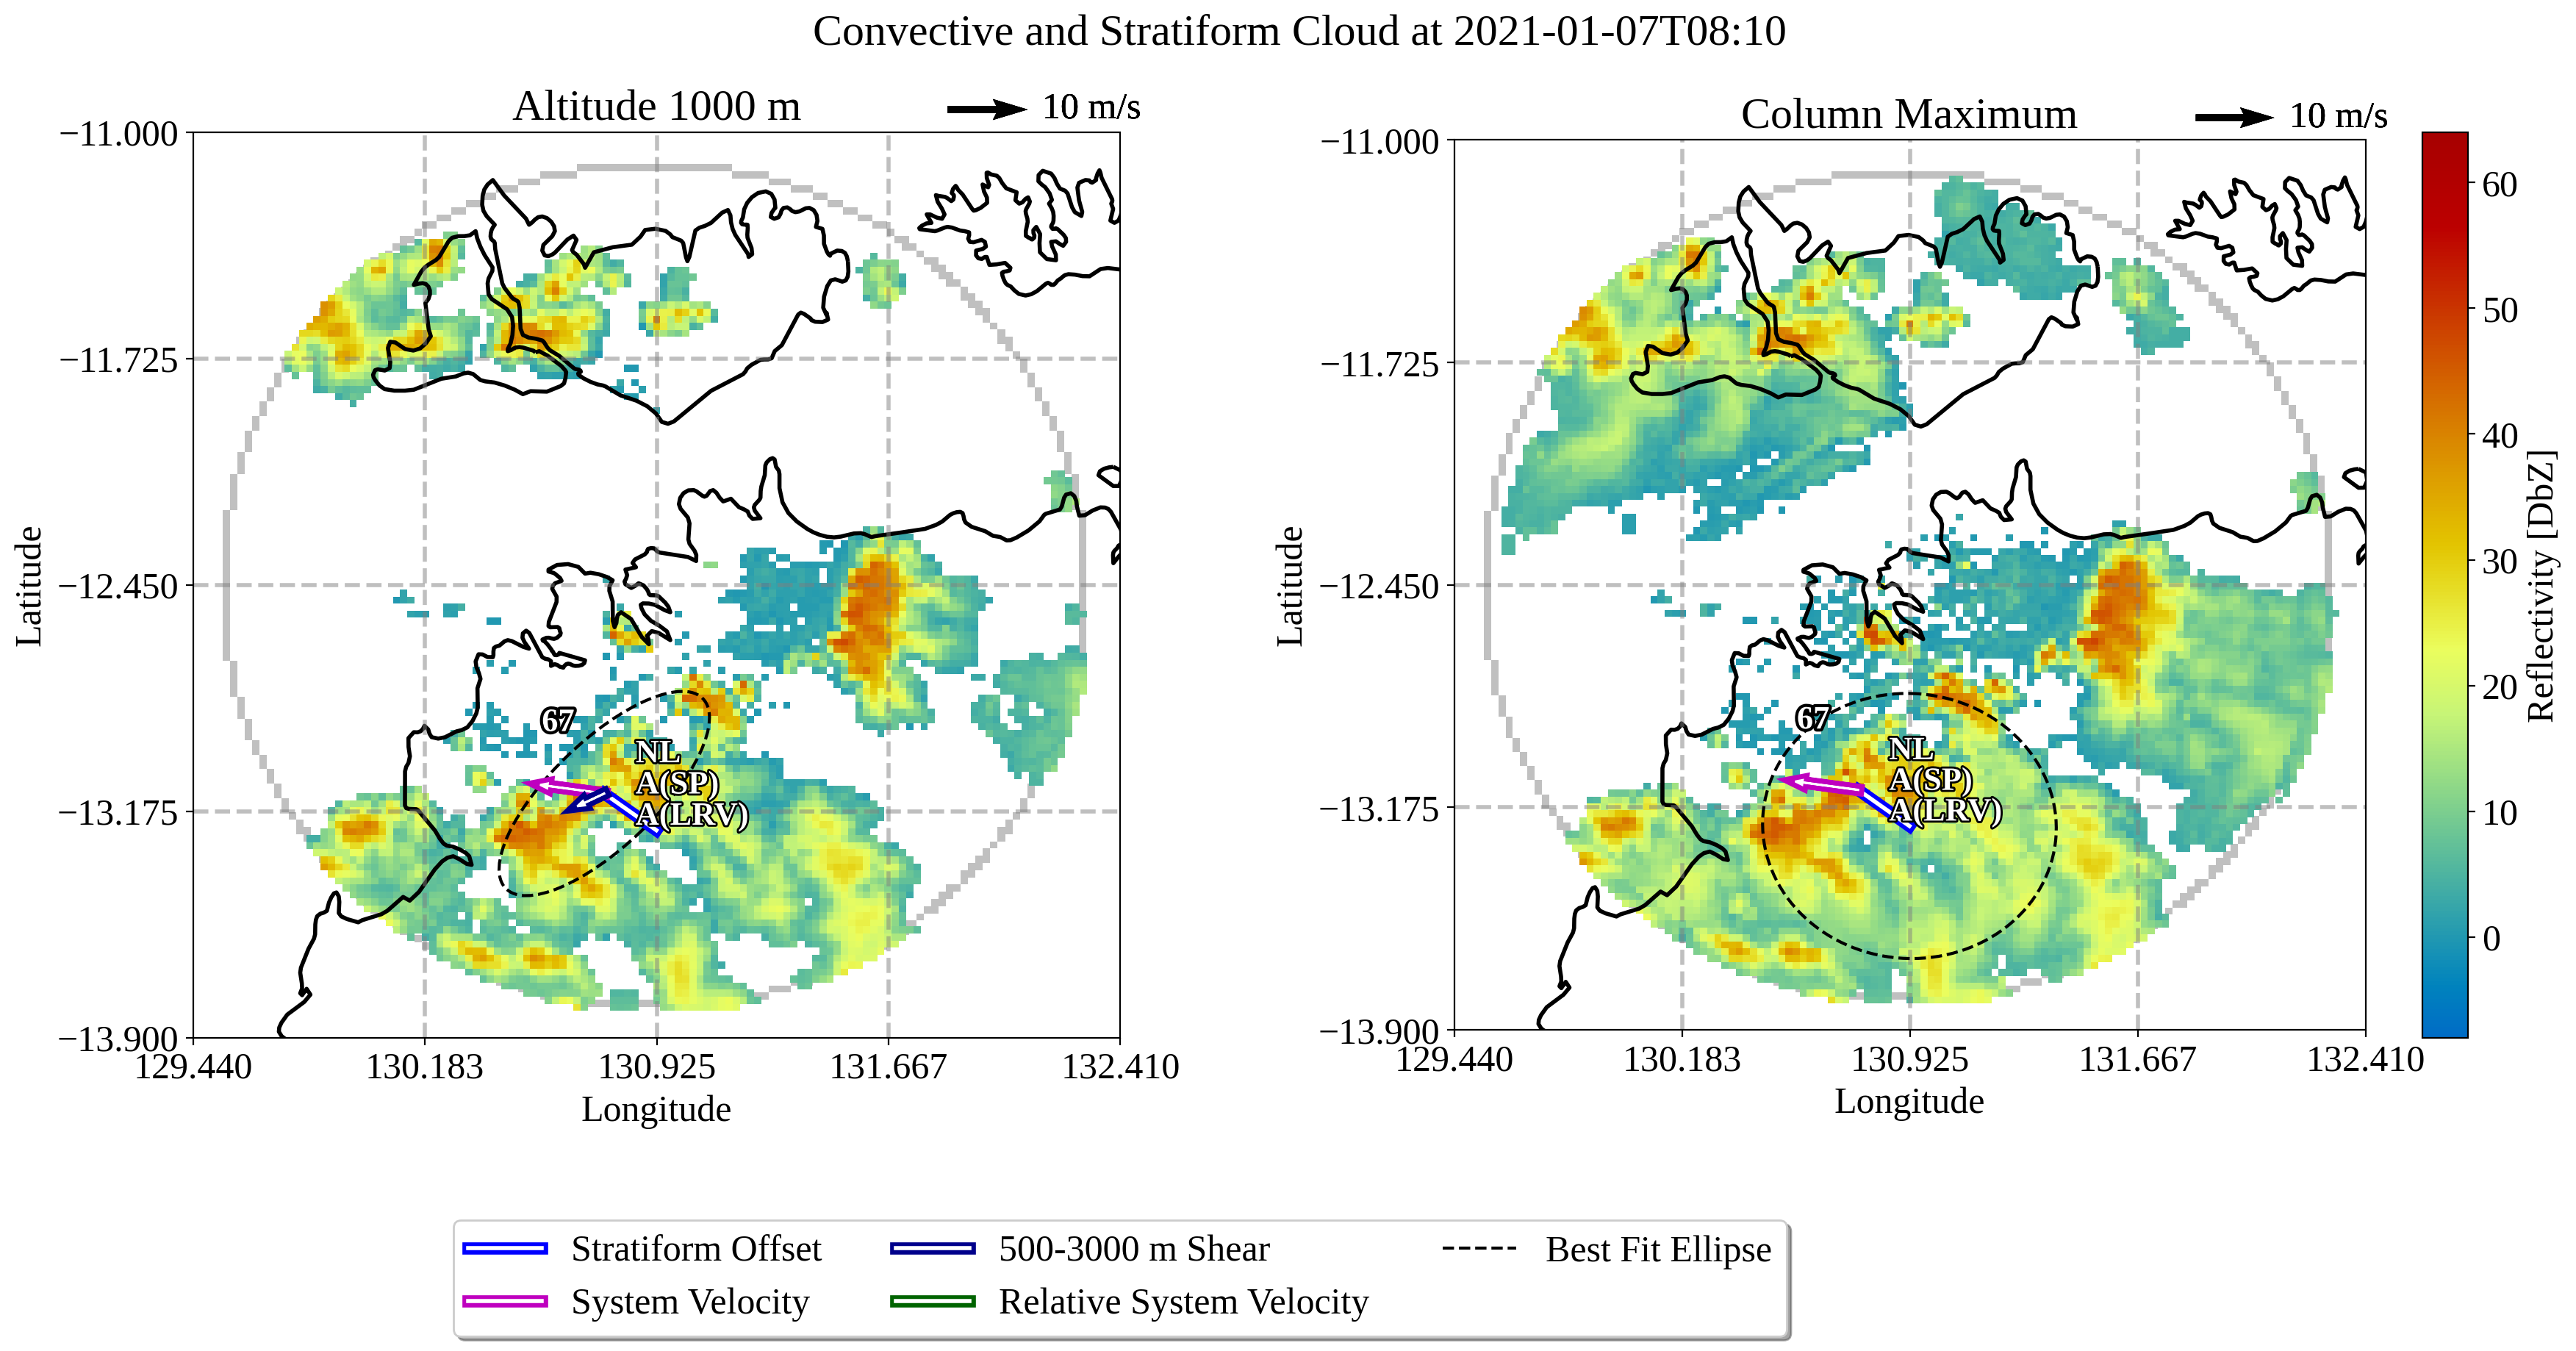 Convective and Stratiform Cloud at 2021-01-07T08:10
Altitude 1000 m
10 m/s
−11.000
−11.725
−12.450
−13.175
−13.900
Latitude
129.440
130.183
130.925
131.667
132.410
Longitude
67
NL
A(SP)
A(LRV)
Column Maximum
10 m/s
−11.000
−11.725
−12.450
−13.175
−13.900
Latitude
129.440
130.183
130.925
131.667
132.410
Longitude
67
NL
A(SP)
A(LRV)
60
50
40
30
20
10
0
Reflectivity [DbZ]
Stratiform Offset
System Velocity
500-3000 m Shear
Relative System Velocity
Best Fit Ellipse